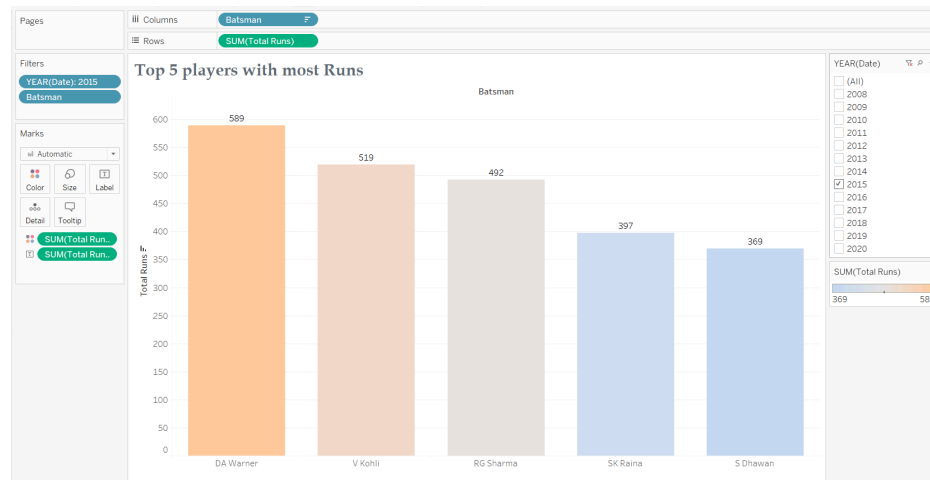 Pages
iii Columns
Batsman
Rows
SUM(Total Runs)
Filters
YEAR(Date): 2015
Batsman
Marks
Automatic
Color
Size
Label
Detail
Tooltip
SUM(Total Run..
SUM(Total Run..
Top 5 players with most Runs
Batsman
Total Runs
600
550
500
450
400
350
300
250
200
150
100
50
0
589
519
492
397
369
DA Warner
V Kohli
RG Sharma
SK Raina
S Dhawan
YEAR(Date)
(All)
2008
2009
2010
2011
2012
2013
2014
2015
2016
2017
2018
2019
2020
SUM(Total Runs)
369
58